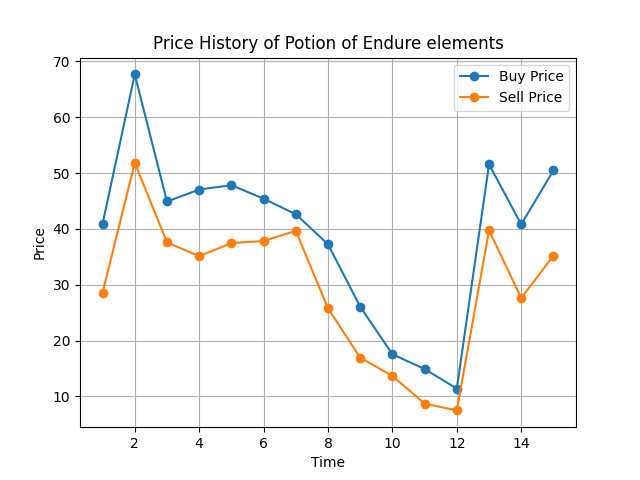 Price History of Potion of Endure elements
Buy Price
Sell Price
70
60
50
40
30
20
10
Price
2 4 6 8 10 12 14
Time